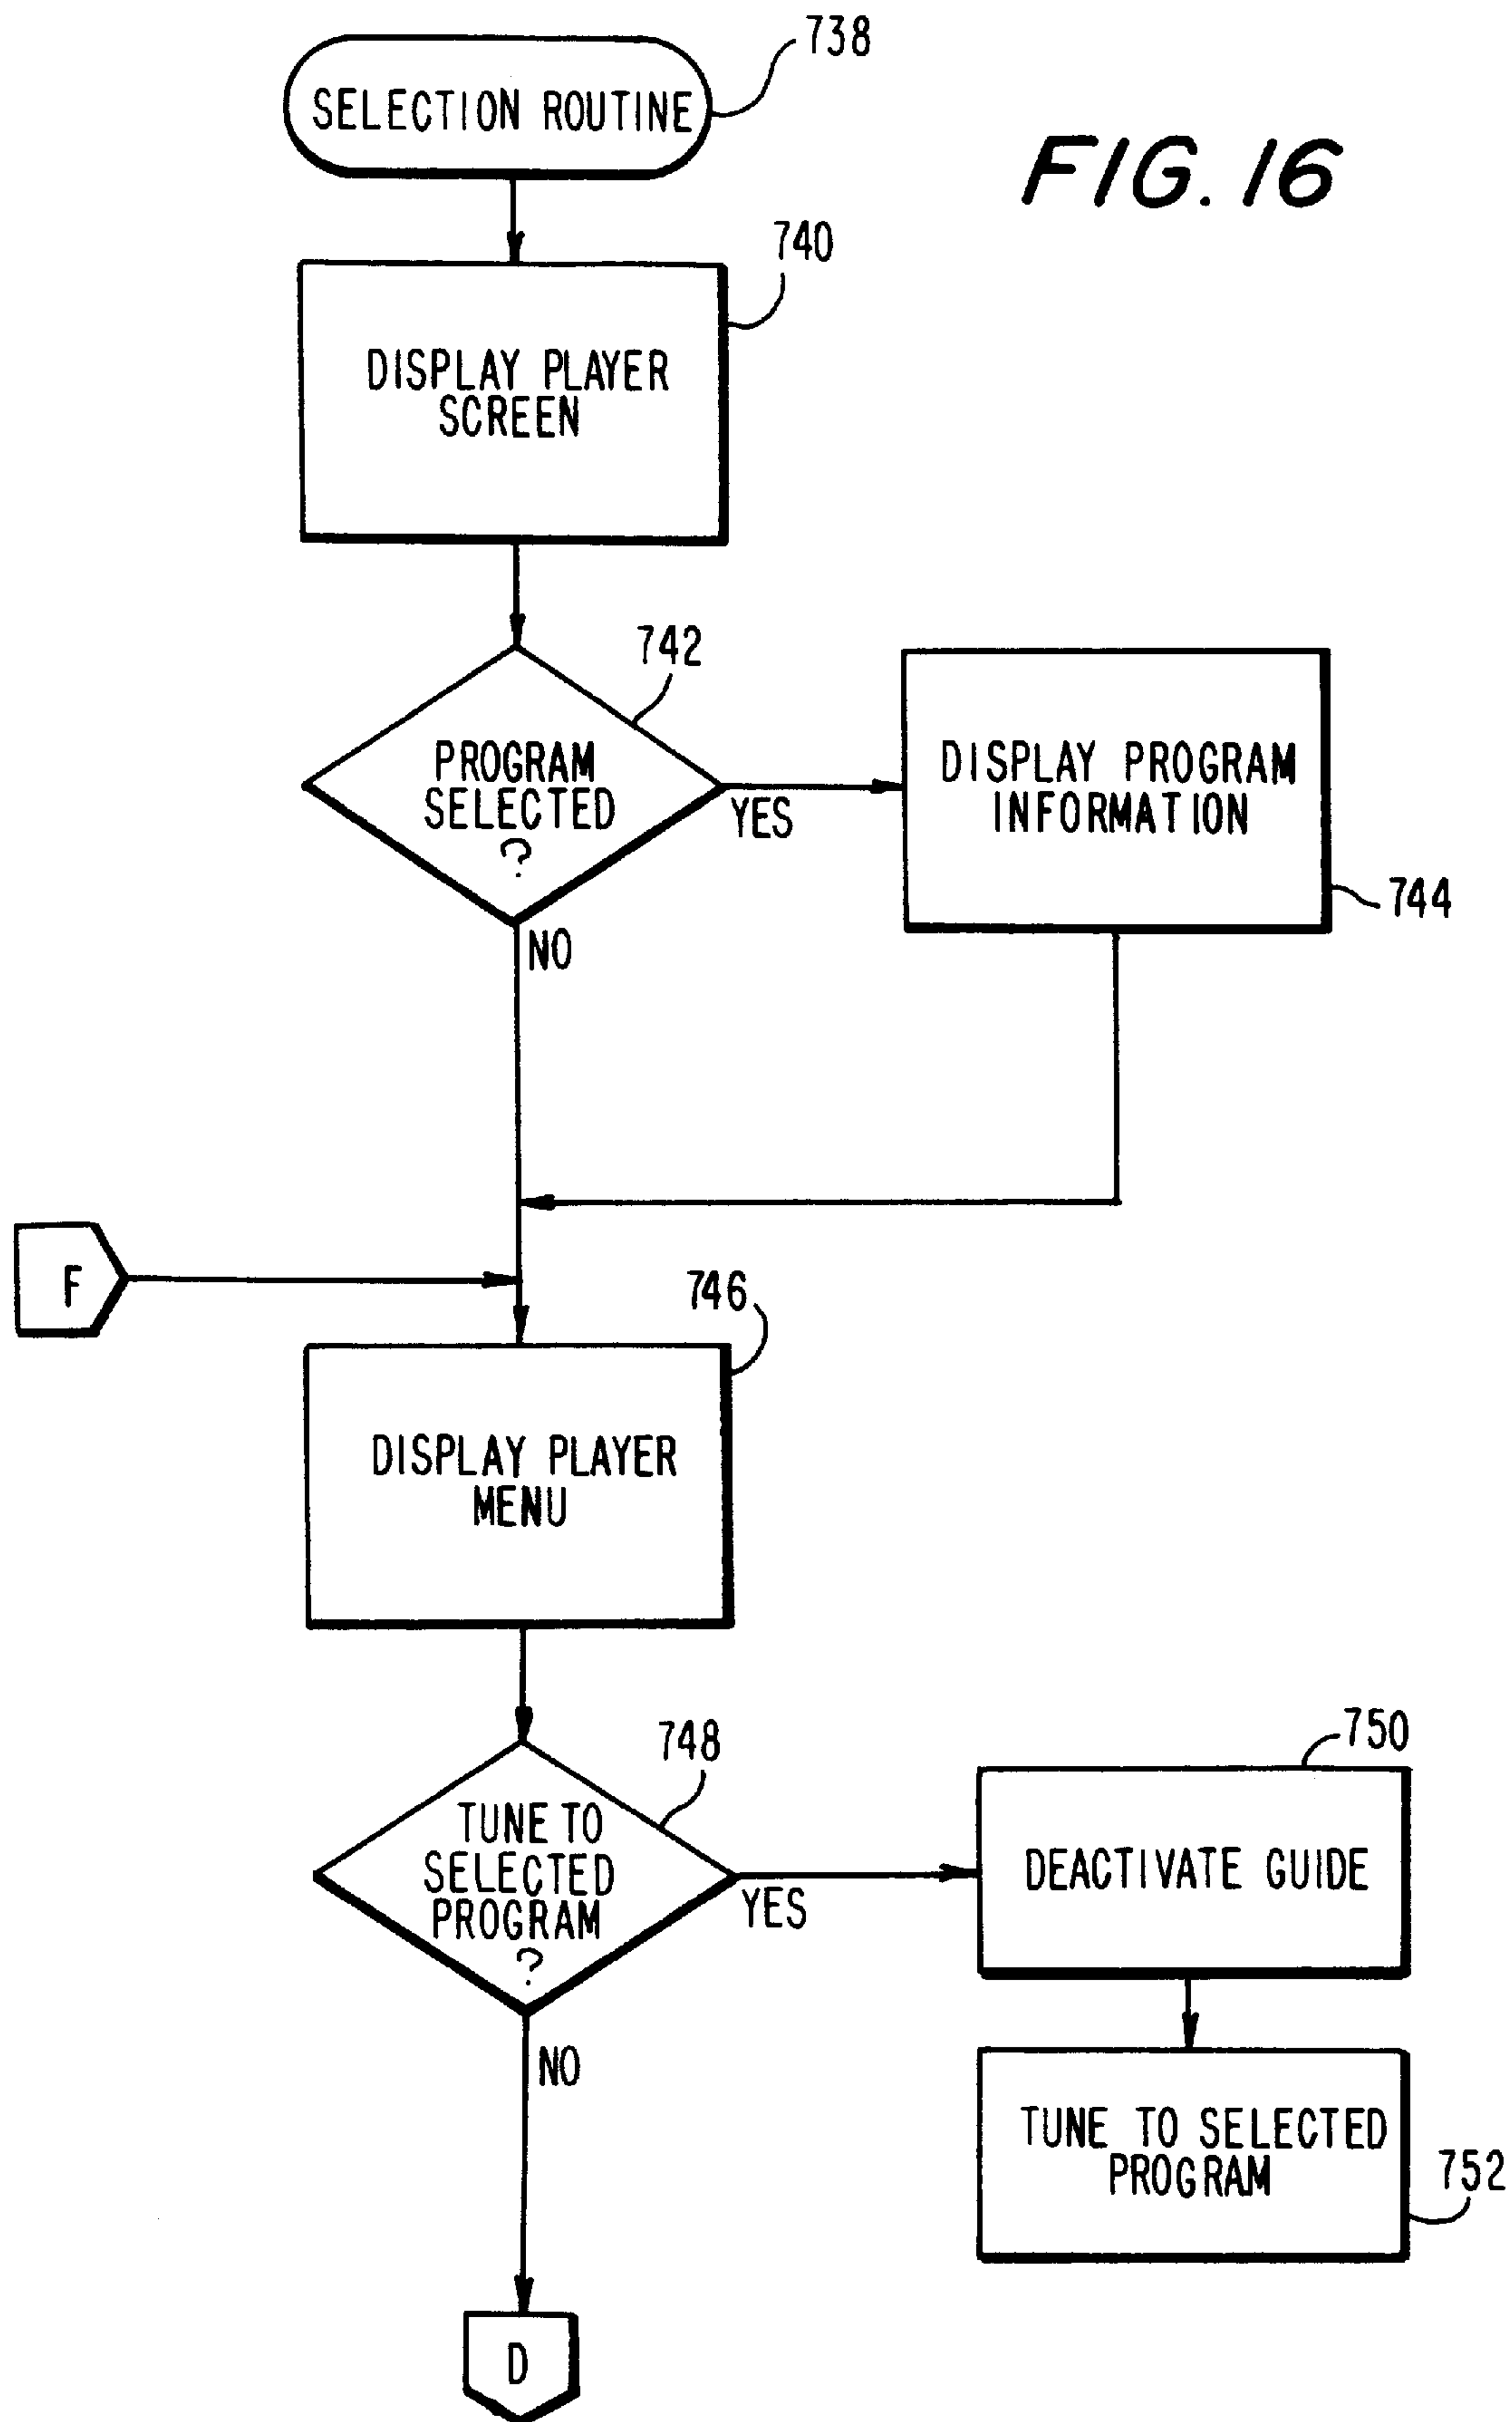 738
SELECTION ROUTINE
FIG. 16
740
DISPLAY PLAYER
SCREEN
742
PROGRAM
SELECTED
?
YES
NO
DISPLAY PROGRAM
INFORMATION
744
F
746
DISPLAY PLAYER
MENU
748
TUNE TO
SELECTED
PROGRAM
?
YES
NO
750
DEACTIVATE GUIDE
TUNE TO SELECTED
PROGRAM
752
D